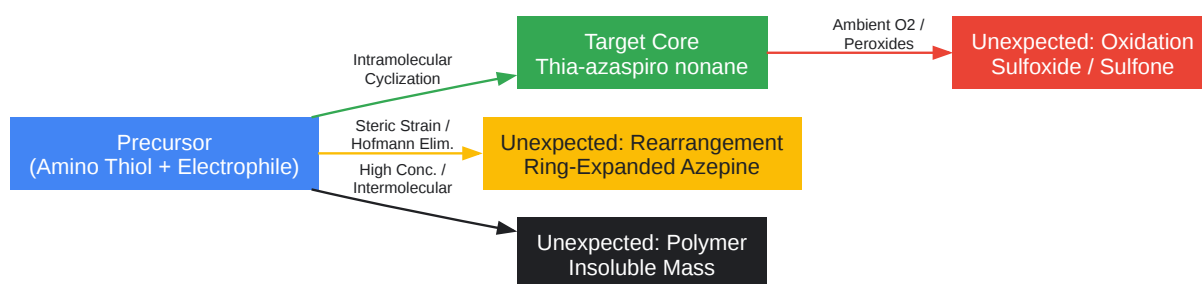 Precursor
(Amino Thiol + Electrophile)
Intramolecular
Cyclization
Target Core
Thia-azaspiro nonane
Ambient O2 /
Peroxides
Unexpected: Oxidation
Sulfoxide / Sulfone
Steric Strain /
Hofmann Elim.
Unexpected: Rearrangement
Ring-Expanded Azepine
High Conc. /
Intermolecular
Unexpected: Polymer
Insoluble Mass